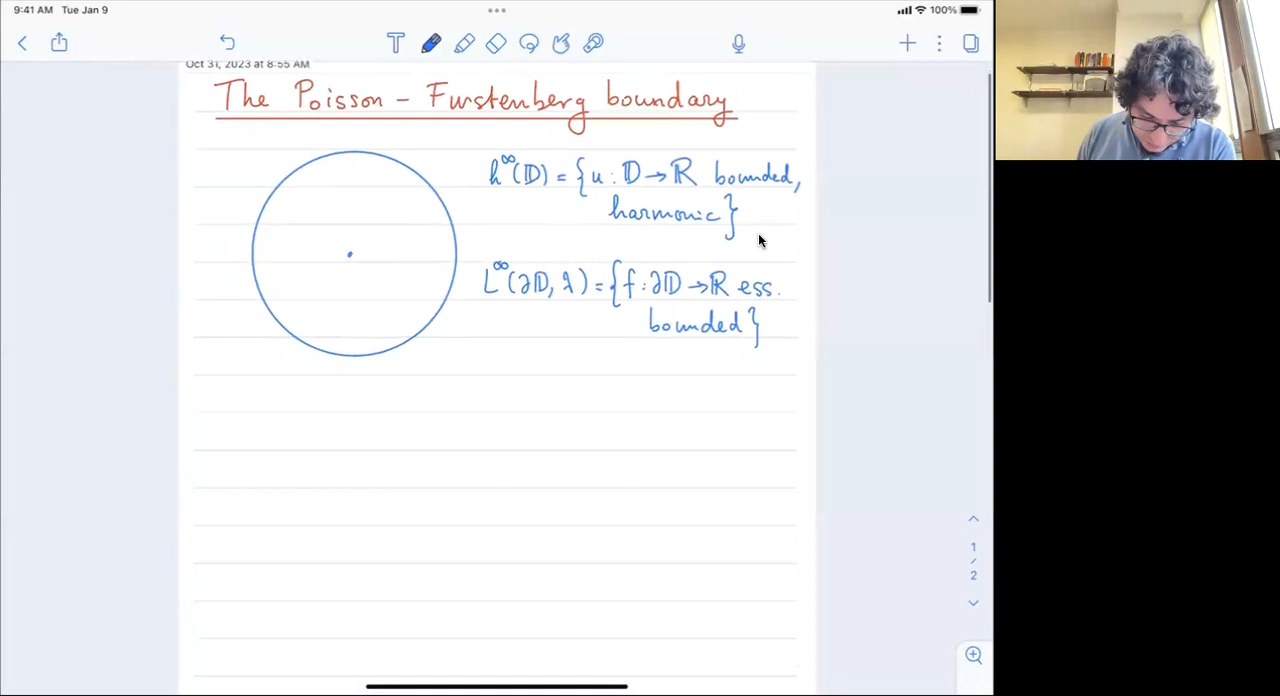 9:41 AM Tue Jan 9
100%
Oct 31, 2023 at 8:55 AM
The Poisson - Furstenberg boundary
h^∞(𝔻) = {u : 𝔻 → ℝ bounded,
harmonic}
L^∞(∂𝔻, λ) = {f : ∂𝔻 → ℝ ess.
bounded}
1
/
2